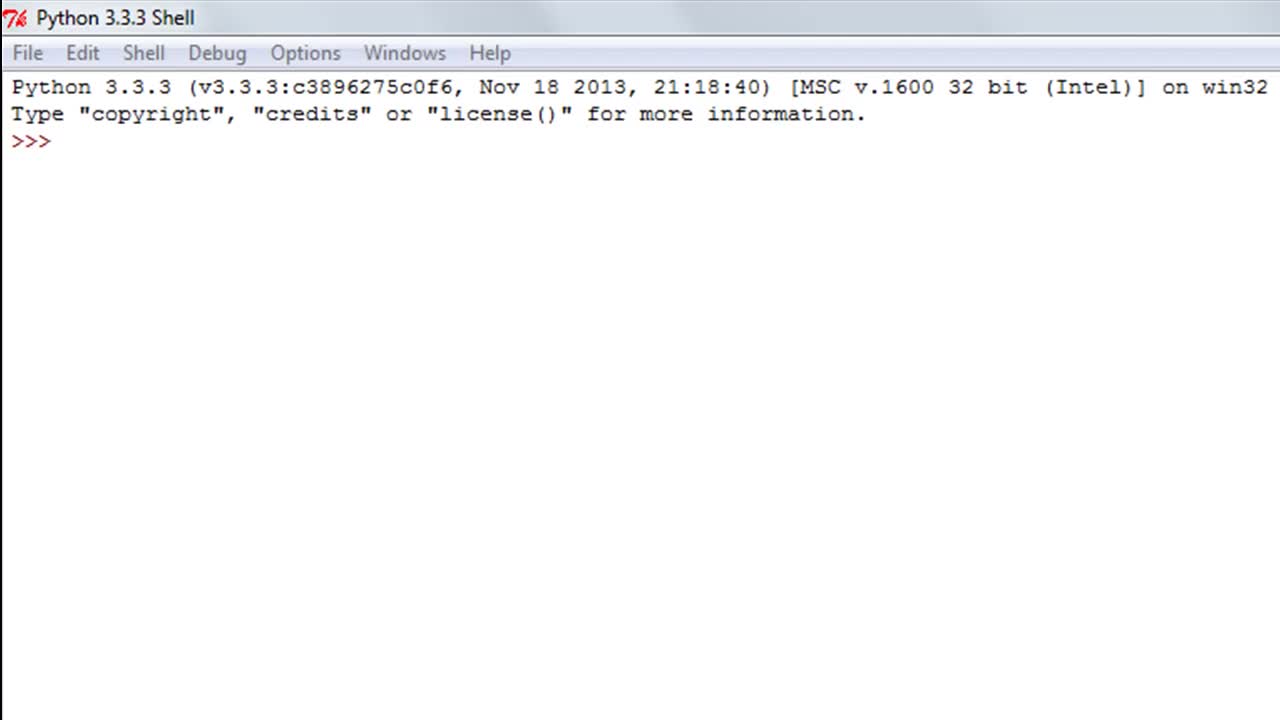 Python 3.3.3 Shell
File Edit Shell Debug Options Windows Help
Python 3.3.3 (v3.3.3:c3896275c0f6, Nov 18 2013, 21:18:40) [MSC v.1600 32 bit (Intel)] on win32
Type "copyright", "credits" or "license()" for more information.
>>>